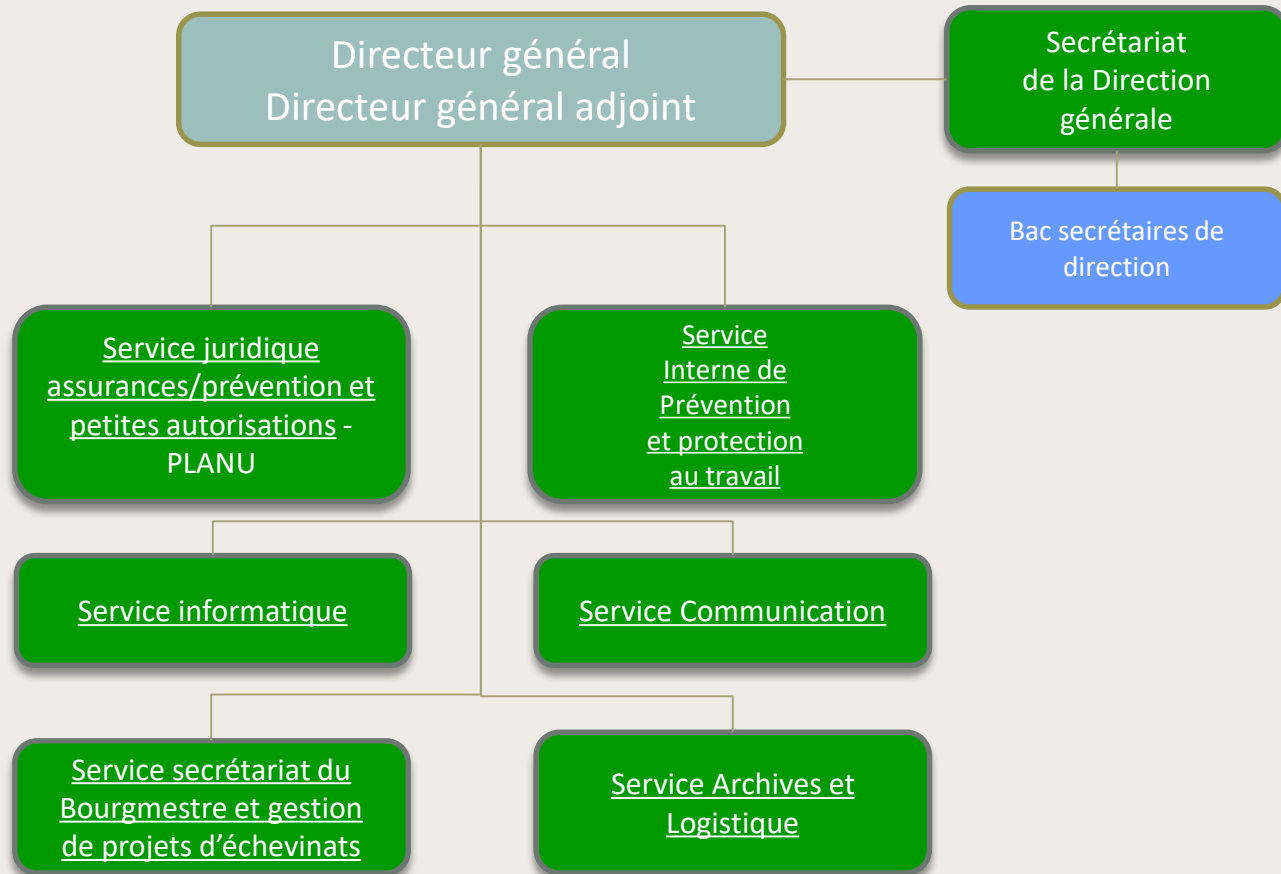 Directeur général
Directeur général adjoint
Secrétariat
de la Direction
générale
Bac secrétaires de
direction
Service juridique
assurances/prévention et
petites autorisations -
PLANU
Service
Interne de
Prévention
et protection
au travail
Service informatique
Service Communication
Service secrétariat du
Bourgmestre et gestion
de projets d’échevinats
Service Archives et
Logistique